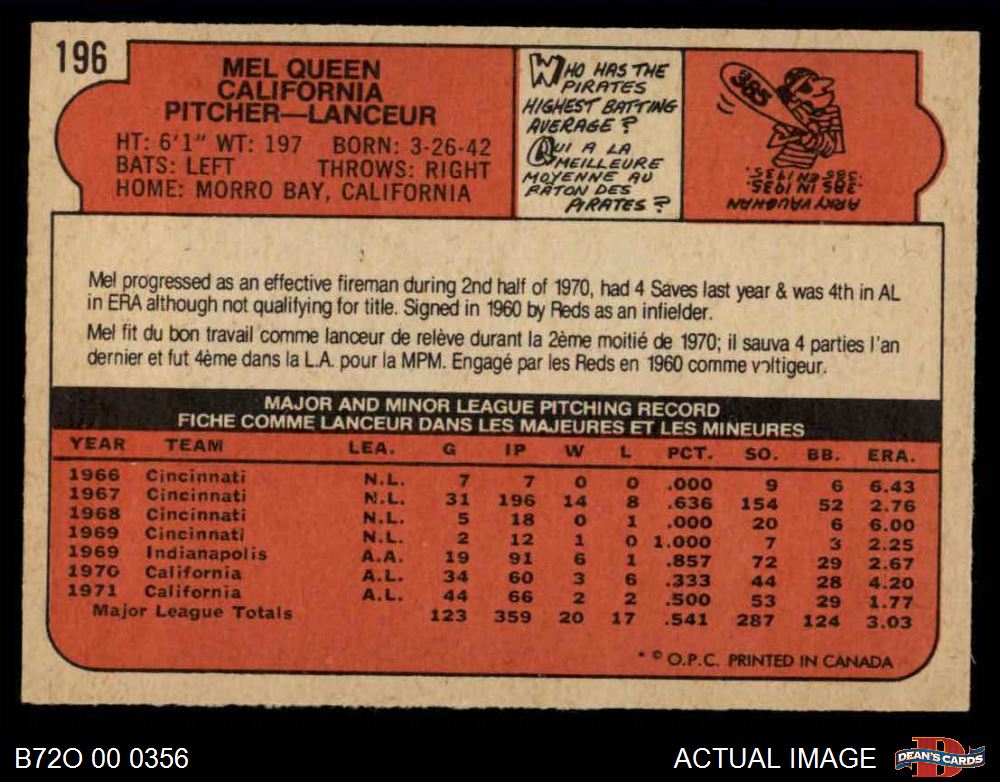 196
MEL QUEEN
CALIFORNIA
PITCHER—LANCEUR
HT: 6'1" WT: 197 BORN: 3-26-42
BATS: LEFT THROWS: RIGHT
HOME: MORRO BAY, CALIFORNIA
WHO HAS THE
PIRATES
HIGHEST BATTING
AVERAGE?
QUI A LA
MEILLEURE
MOYENNE AU
BÂTON DES
PIRATES?
385
ARKY VAUGHAN
.385 IN 1935.
.385 EN 1935.
Mel progressed as an effective fireman during 2nd half of 1970, had 4 Saves last year & was 4th in AL
in ERA although not qualifying for title. Signed in 1960 by Reds as an infielder.
Mel fit du bon travail comme lanceur de relève durant la 2ème moitié de 1970; il sauva 4 parties l'an
dernier et fut 4ème dans la L.A. pour la MPM. Engagé par les Reds en 1960 comme voltigeur.
MAJOR AND MINOR LEAGUE PITCHING RECORD
FICHE COMME LANCEUR DANS LES MAJEURES ET LES MINEURES
YEAR TEAM LEA. G IP W L PCT. SO. BB. ERA.
1966 Cincinnati N.L. 7 7 0 0 .000 9 6 6.43
1967 Cincinnati N.L. 31 196 14 8 .636 154 52 2.76
1968 Cincinnati N.L. 5 18 0 1 .000 20 6 6.00
1969 Cincinnati N.L. 2 12 1 0 1.000 7 3 2.25
1969 Indianapolis A.A. 19 91 6 1 .857 72 29 2.67
1970 California A.L. 34 60 3 6 .333 44 28 4.20
1971 California A.L. 44 66 2 2 .500 53 29 1.77
Major League Totals 123 359 20 17 .541 287 124 3.03
* © O.P.C. PRINTED IN CANADA
B72O 00 0356
ACTUAL IMAGE
DEAN'S CARDS